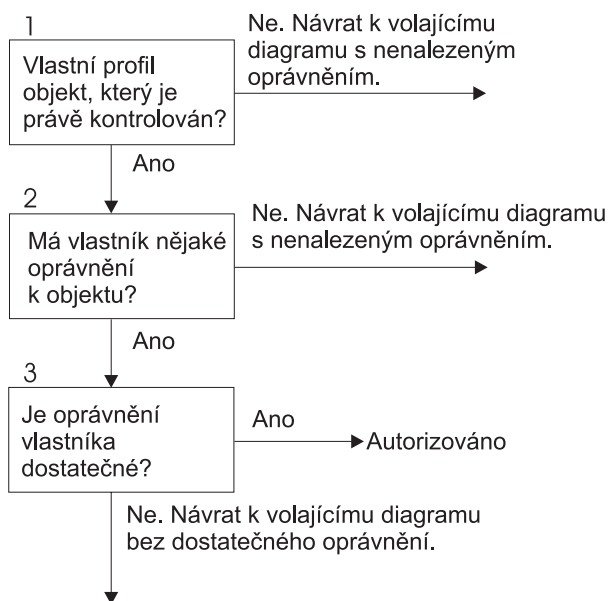 1
Vlastní profil
objekt, který je
právě kontrolován?
Ne. Návrat k volajícímu
diagramu s nenalezeným
oprávněním.
Ano
2
Má vlastník nějaké
oprávnění
k objektu?
Ne. Návrat k volajícímu diagramu
s nenalezeným oprávněním.
Ano
3
Je oprávnění
vlastníka
dostatečné?
Ano
Autorizováno
Ne. Návrat k volajícímu diagramu
bez dostatečného oprávnění.